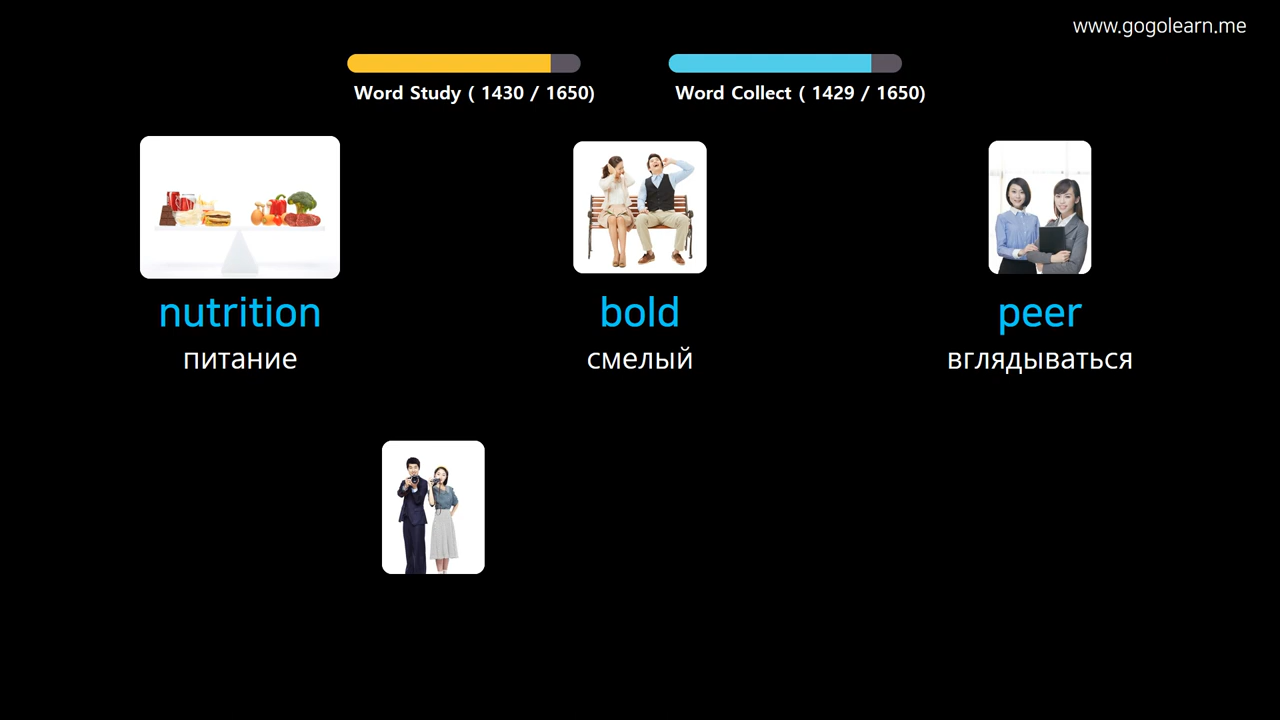 www.gogolearn.me
Word Study ( 1430 / 1650)
Word Collect ( 1429 / 1650)
nutrition
bold
peer
питание
смелый
вглядываться